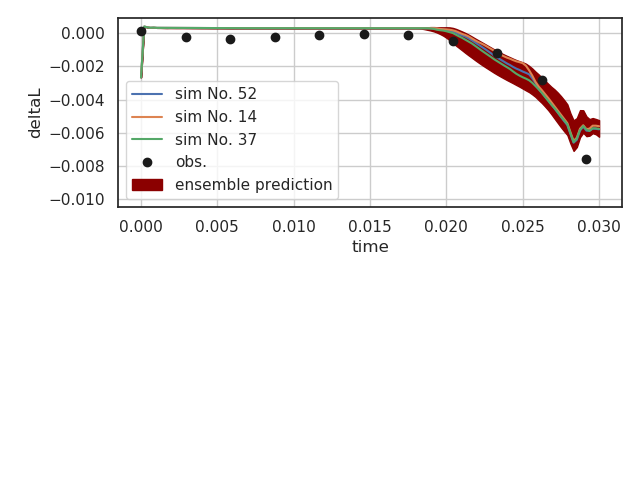 0.000
−0.002
−0.004
−0.006
−0.008
−0.010
deltaL
sim No. 52
sim No. 14
sim No. 37
obs.
ensemble prediction
0.000 0.005 0.010 0.015 0.020 0.025 0.030
time